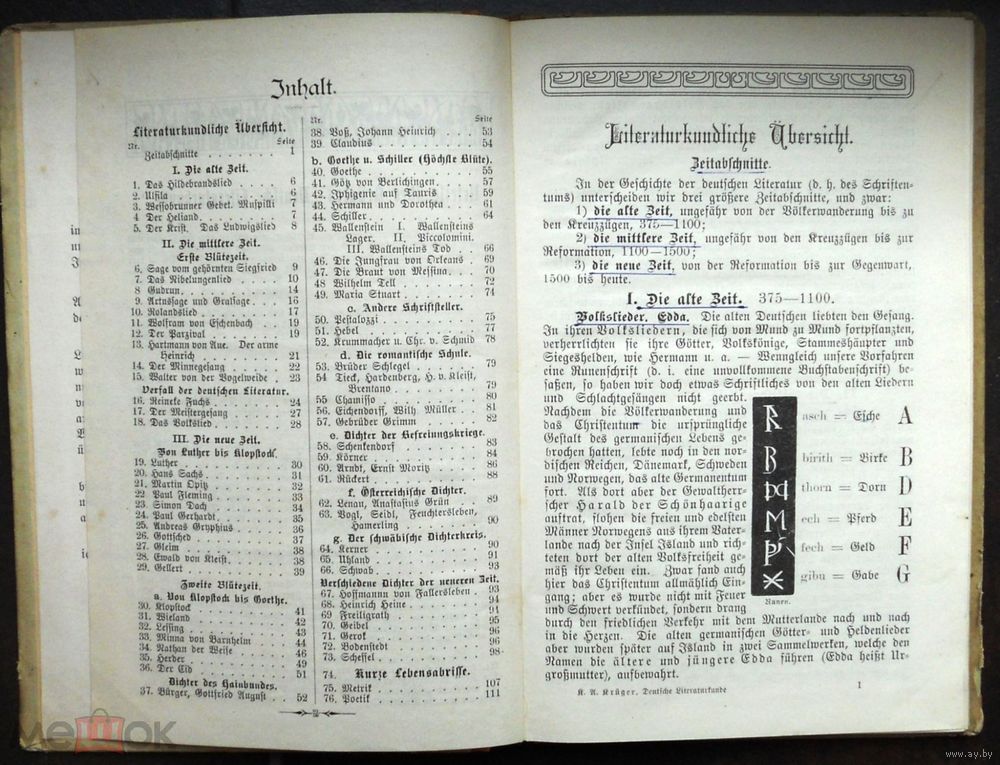 Inhalt.
Literaturkundliche Übersicht.
Nr. Seite
Zeitabschnitte . . . . . . . 1
I. Die alte Zeit.
1. Das Hildebrandslied . . . . 6
2. Ulfila . . . . . . . . . 6
3. Wessobrunner Gebet. Muspilli 7
4 Der Heliand . . . . . . . 7
5. Der Krist. Das Ludwigslied 8
II. Die mittlere Zeit.
Erste Blütezeit.
6. Sage vom gehörnten Siegfried 9
7. Das Nibelungenlied . . . . 10
8 Gudrun . . . . . . . . . 14
9. Artussage und Gralsage . . . 16
10. Rolandslied . . . . . . . 17
11. Wolfram von Eschenbach . . 19
12. Der Parzival . . . . . . . 19
13. Hartmann von Aue. Der arme
Heinrich . . . . . . . . 21
14. Der Minnegesang . . . . . 22
15. Walter von der Vogelweide . 23
Verfall der deutschen Literatur.
16. Reineke Fuchs . . . . . . 24
17. Der Meistergesang . . . . 27
18. Das Volkslied . . . . . . 28
III. Die neue Zeit.
Von Luther bis Klopstock.
19. Luther . . . . . . . . . 30
20. Hans Sachs . . . . . . . 31
21. Martin Opitz . . . . . . . 32
22. Paul Fleming . . . . . . . 33
23. Simon Dach . . . . . . . 34
24. Paul Gerhardt . . . . . . 35
25. Andreas Gryphius . . . . . 36
26. Gottsched . . . . . . . . 37
27. Gleim . . . . . . . . . 38
28. Ewald von Kleist . . . . . 38
29. Gellert . . . . . . . . . 39
Zweite Blütezeit.
a. Von Klopstock bis Goethe.
30. Klopstock . . . . . . . . 41
31. Wieland . . . . . . . . 42
32. Lessing . . . . . . . . . 43
33. Minna von Barnhelm . . . 44
34. Nathan der Weise . . . . . 46
35. Herder . . . . . . . . . 49
36. Der Cid . . . . . . . . . 51
Dichter des Hainbundes.
37. Bürger, Gottfried August . . 52
Nr. Seite
38. Voß, Johann Heinrich . . . 53
39. Claudius . . . . . . . . 54
b. Goethe u. Schiller (Höchste Blüte).
40. Goethe . . . . . . . . . 55
41. Götz von Berlichingen . . . 57
42. Iphigenie auf Tauris . . . . 59
43. Hermann und Dorothea . . . 61
44. Schiller . . . . . . . . . 64
45. Wallenstein I. Wallensteins
Lager. II. Piccolomini.
III. Wallensteins Tod . . . 66
46. Die Jungfrau von Orleans . 69
47. Die Braut von Messina . . . 70
48 Wilhelm Tell . . . . . . . 72
49. Maria Stuart . . . . . . . 74
c. Andere Schriftsteller.
50. Pestalozzi . . . . . . . . 75
51. Hebel . . . . . . . . . 77
52. Krummacher u. Chr. v. Schmid 78
d. Die romantische Schule.
53. Brüder Schlegel . . . . . . 79
54 Tieck, Hardenberg, H. v. Kleist,
Brentano . . . . . . . . 79
55 Chamisso . . . . . . . . 80
56. Eichendorff, Wilh. Müller . . 81
57. Gebrüder Grimm . . . . . 82
e. Dichter der Befreiungskriege.
58. Schenkendorf . . . . . . 83
59. Körner . . . . . . . . . 84
60. Arndt, Ernst Moritz . . . . 86
61. Rückert . . . . . . . . . 88
f. Österreichische Dichter.
62. Lenau, Anastasius Grün . . 89
63. Vogl, Seidl, Feuchtersleben,
Hamerling . . . . . . . 90
g. Der schwäbische Dichterkreis.
64. Kerner . . . . . . . . . 90
65. Uhland . . . . . . . . . 91
66. Schwab . . . . . . . . . 93
Verschiedene Dichter der neueren Zeit.
67. Hoffmann von Fallersleben . 93
68. Heinrich Heine . . . . . . 94
69. Freiligrath . . . . . . . . 94
70. Geibel . . . . . . . . . 95
71. Gerok . . . . . . . . . 96
72. Bodenstedt . . . . . . . 96
73. Scheffel . . . . . . . . 98
74. Kurze Lebensabrisse.
75. Metrik . . . . . . . . . 107
76. Poetik . . . . . . . . . 111
Literaturkundliche Übersicht.
Zeitabschnitte.
In der Geschichte der deutschen Literatur (d. h. des Schriften-
tums) unterscheiden wir drei größere Zeitabschnitte, und zwar:
1) die alte Zeit, ungefähr von der Völkerwanderung bis zu
den Kreuzzügen, 375—1100;
2) die mittlere Zeit, ungefähr von den Kreuzzügen bis zur
Reformation, 1100—1500;
3) die neue Zeit, von der Reformation bis zur Gegenwart,
1500 bis heute.
I. Die alte Zeit. 375—1100.
Volkslieder. Edda. Die alten Deutschen liebten den Gesang.
In ihren Volksliedern, die sich von Mund zu Mund fortpflanzten,
verherrlichten sie ihre Götter, Volkskönige, Stammeshäupter und
Siegeshelden, wie Hermann u. a. — Wenngleich unsere Vorfahren
eine Runenschrift (d. i. eine unvollkommene Buchstabenschrift) be-
saßen, so haben wir doch etwas Schriftliches von den alten Liedern
und Schlachtgesängen nicht geerbt.
Nachdem die Völkerwanderung und
das Christentum die ursprüngliche
Gestalt des germanischen Lebens ge-
brochen hatten, lebte noch in den nor-
dischen Reichen, Dänemark, Schweden
und Norwegen, das alte Germanentum
fort. Als dort aber der Gewaltherr-
scher Harald der Schönhaarige
auftrat, flohen die freien und edelsten
Männer Norwegens aus ihrem Vater-
lande nach der Insel Island und rich-
teten dort der alten Volksfreiheit ge-
mäß ihr Leben ein. Zwar fand auch
hier das Christentum allmählich Ein-
gang; aber es wurde nicht mit Feuer
und Schwert verkündet, sondern drang
durch den friedlichen Verkehr mit dem Mutterlande nach und nach
in die Herzen. Die alten germanischen Götter- und Heldenlieder
aber wurden später auf Island in zwei Sammelwerken, welche den
Namen die ältere und jüngere Edda führen (Edda heißt Ur-
großmutter), aufbewahrt.
asch = Esche A
birith = Birke B
thorn = Dorn D
ech = Pferd E
fech = Geld F
gibu = Gabe G
Runen.
K. A. Krüger, Deutsche Literaturkunde
1
мешок
www.ay.by